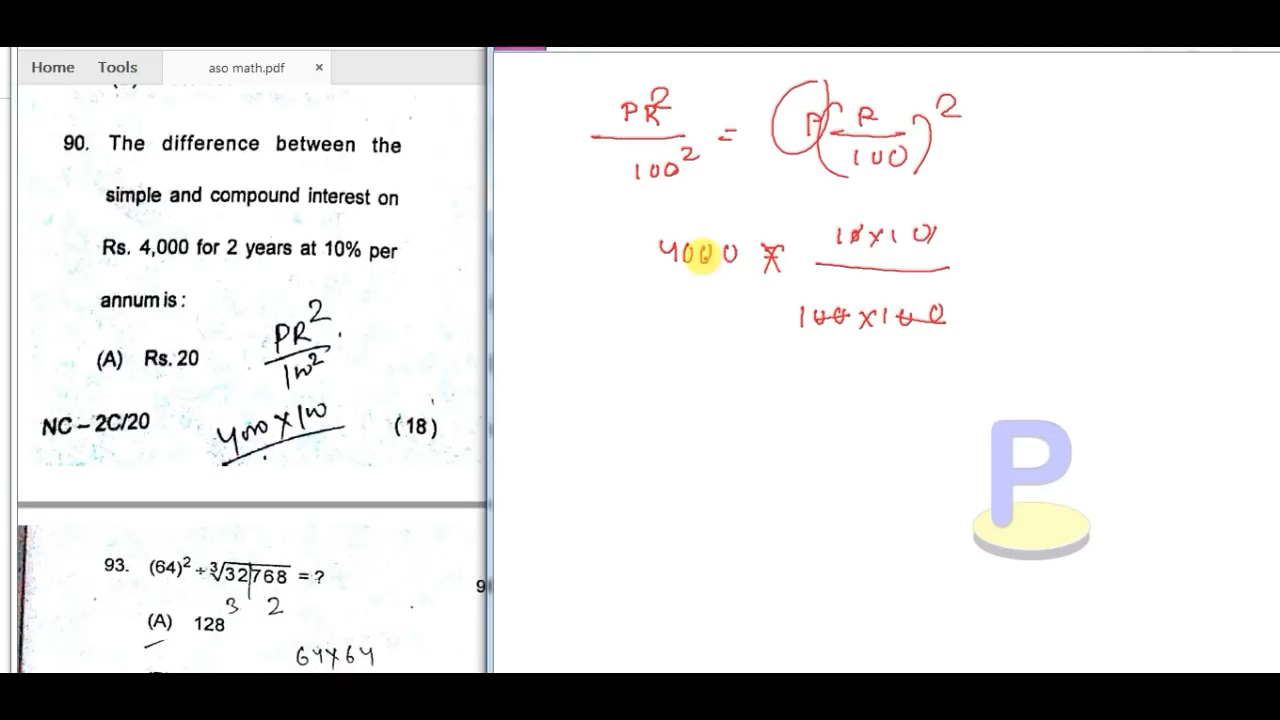 Home Tools aso math.pdf ×
90. The difference between the
simple and compound interest on
Rs. 4,000 for 2 years at 10% per
annum is :
(A) Rs. 20
PR²
100²
NC – 2C/20
4000 × 100
(18)
93. (64)² ÷ ³√32768 = ?
3 2
(A) 128
64×64
9
PR² / 100² = P(R/100)²
4000 * 10×10
100×100
P